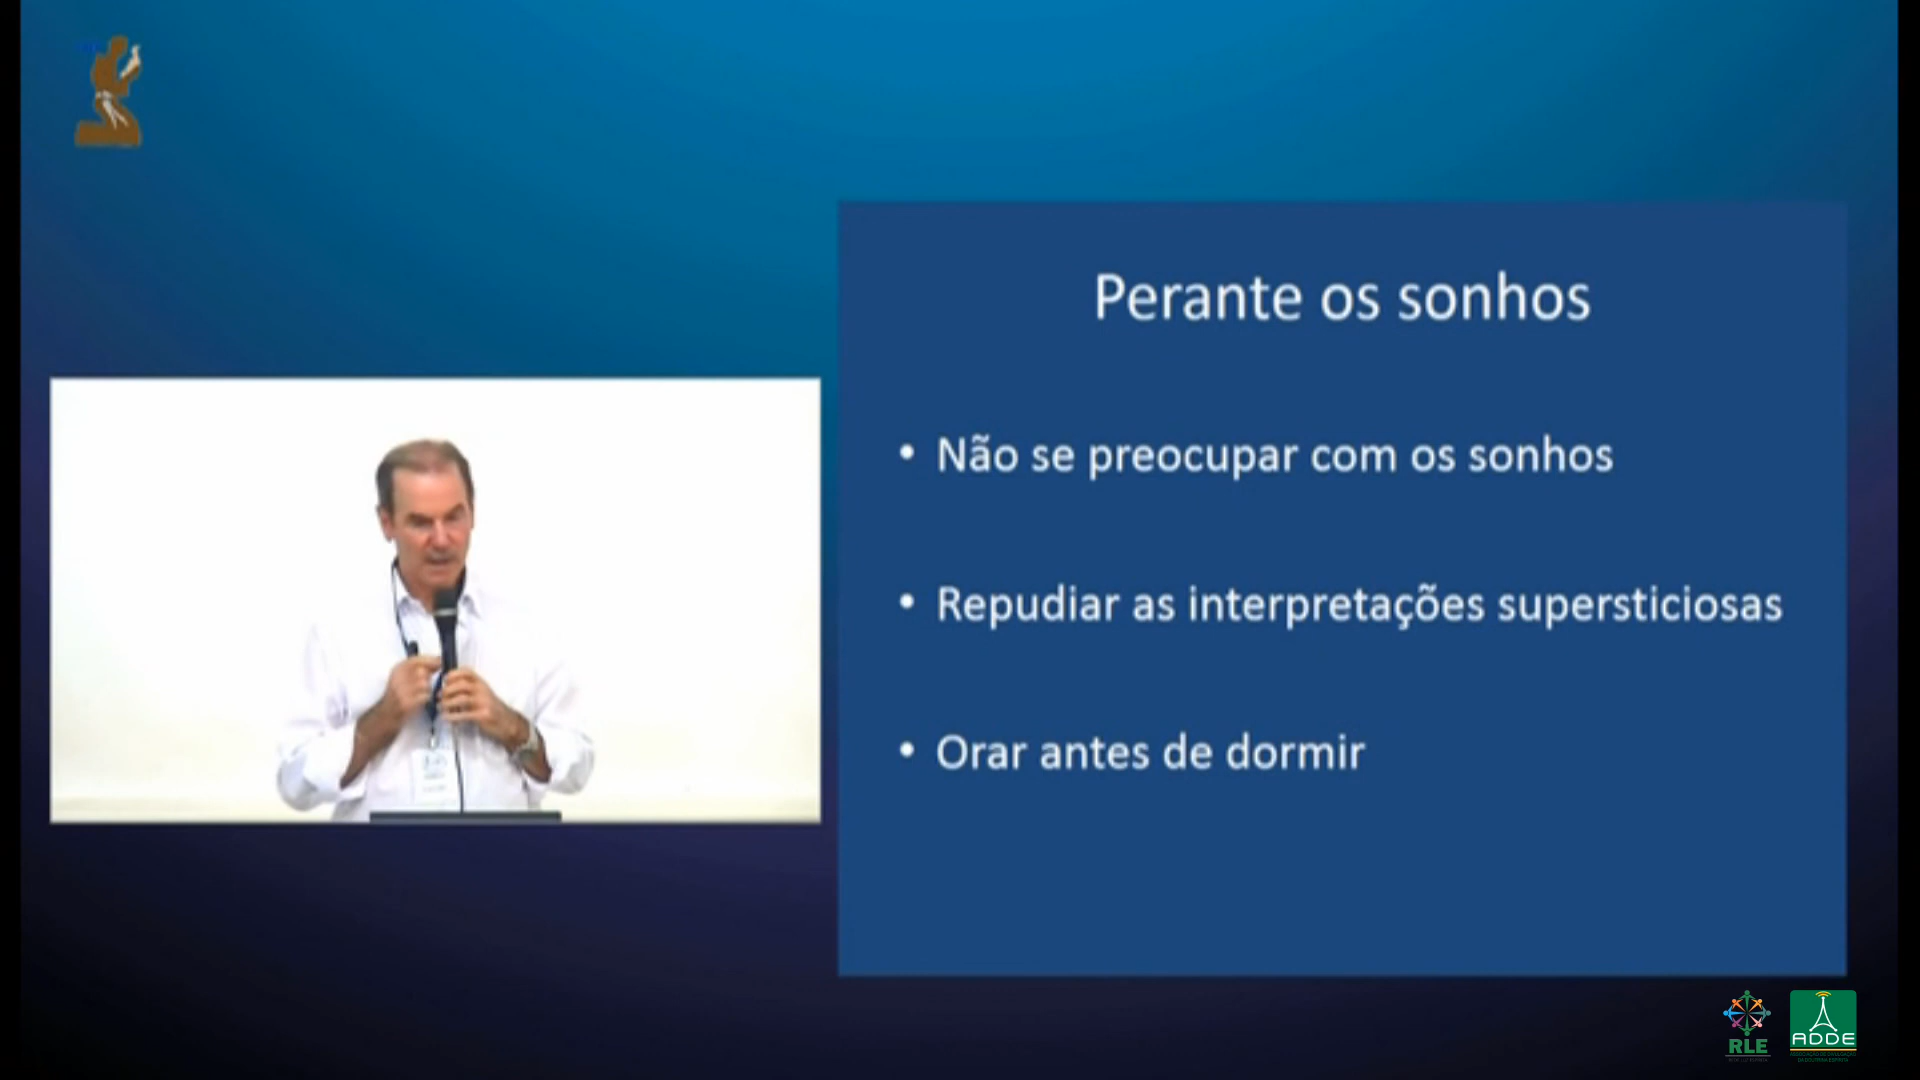 Perante os sonhos
• Não se preocupar com os sonhos
• Repudiar as interpretações supersticiosas
• Orar antes de dormir
RLE
ADDE